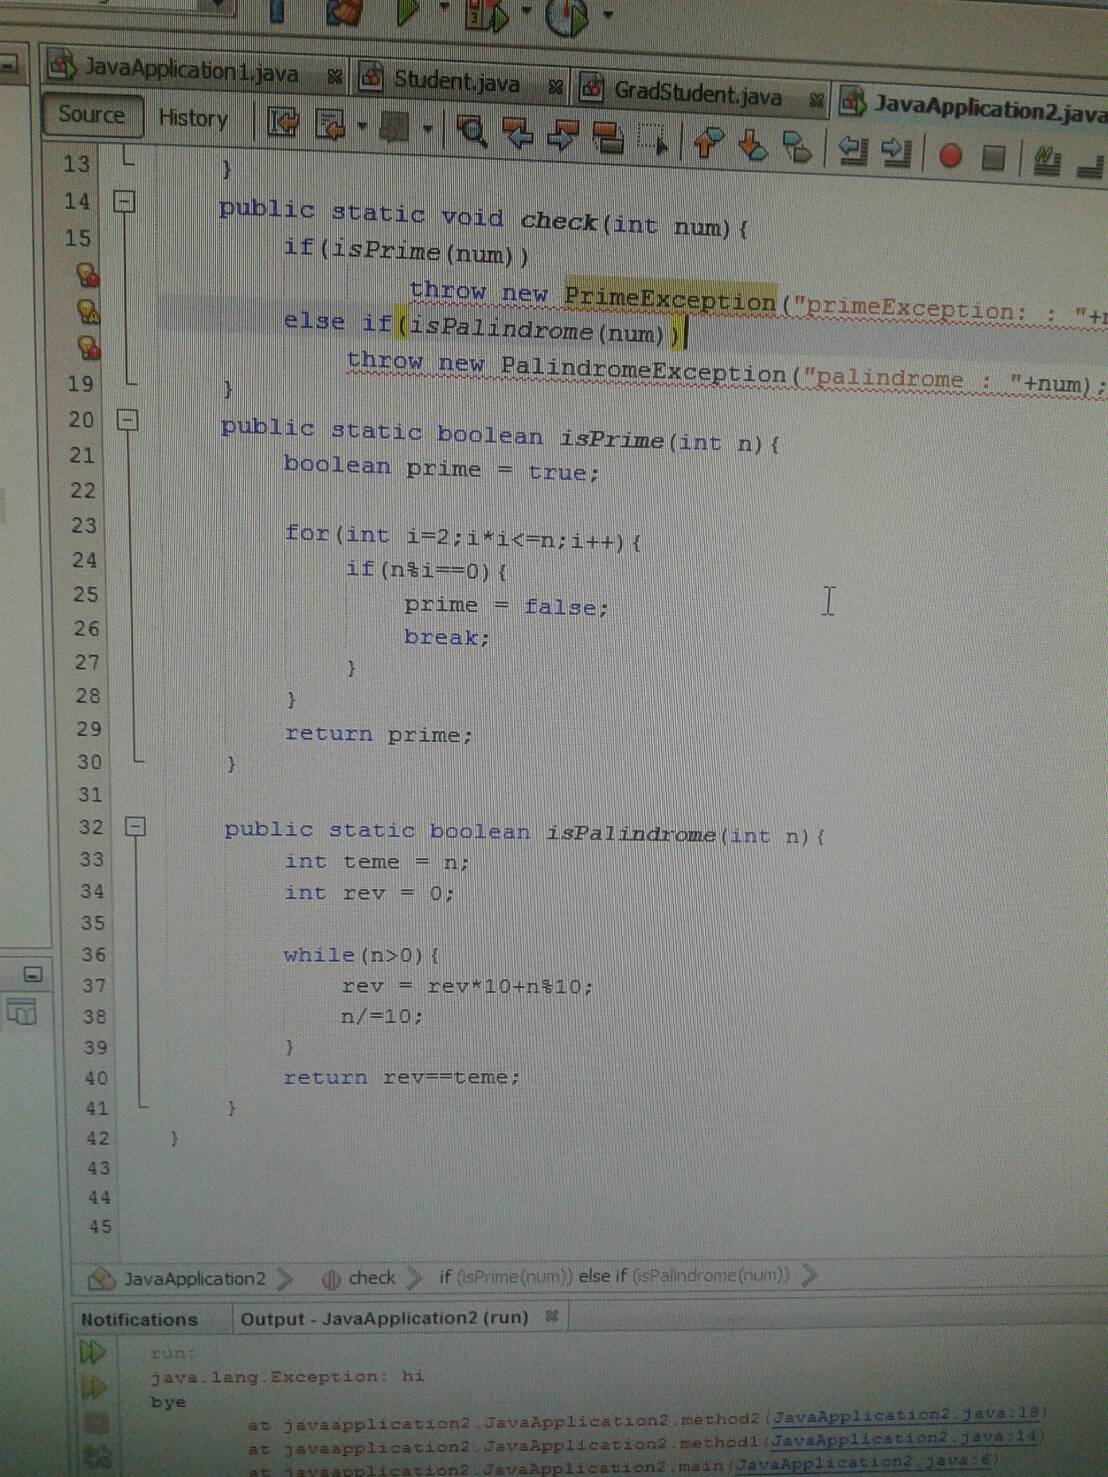 JavaApplication1.java Student.java GradStudent.java JavaApplication2.java
Source History
13 }
14 public static void check(int num){
15 if(isPrime(num))
throw new PrimeException("primeException: : "+
else if(isPalindrome(num))
throw new PalindromeException("palindrome : "+num);
19 }
20 public static boolean isPrime(int n){
21 boolean prime = true;
22
23 for(int i=2;i*i<=n;i++){
24 if(n%i==0){
25 prime = false;
26 break;
27 }
28 }
29 return prime;
30 }
31
32 public static boolean isPalindrome(int n){
33 int teme = n;
34 int rev = 0;
35
36 while(n>0){
37 rev = rev*10+n%10;
38 n/=10;
39 }
40 return rev==teme;
41 }
42 }
43
44
45
JavaApplication2 check if (isPrime(num)) else if (isPalindrome(num))
Notifications Output - JavaApplication2 (run)
run:
java.lang.Exception: hi
bye
at javaapplication2.JavaApplication2.method2(JavaApplication2.java:18)
at javaapplication2.JavaApplication2.method1(JavaApplication2.java:14)
at javaapplication2.JavaApplication2.main(JavaApplication2.java:6)